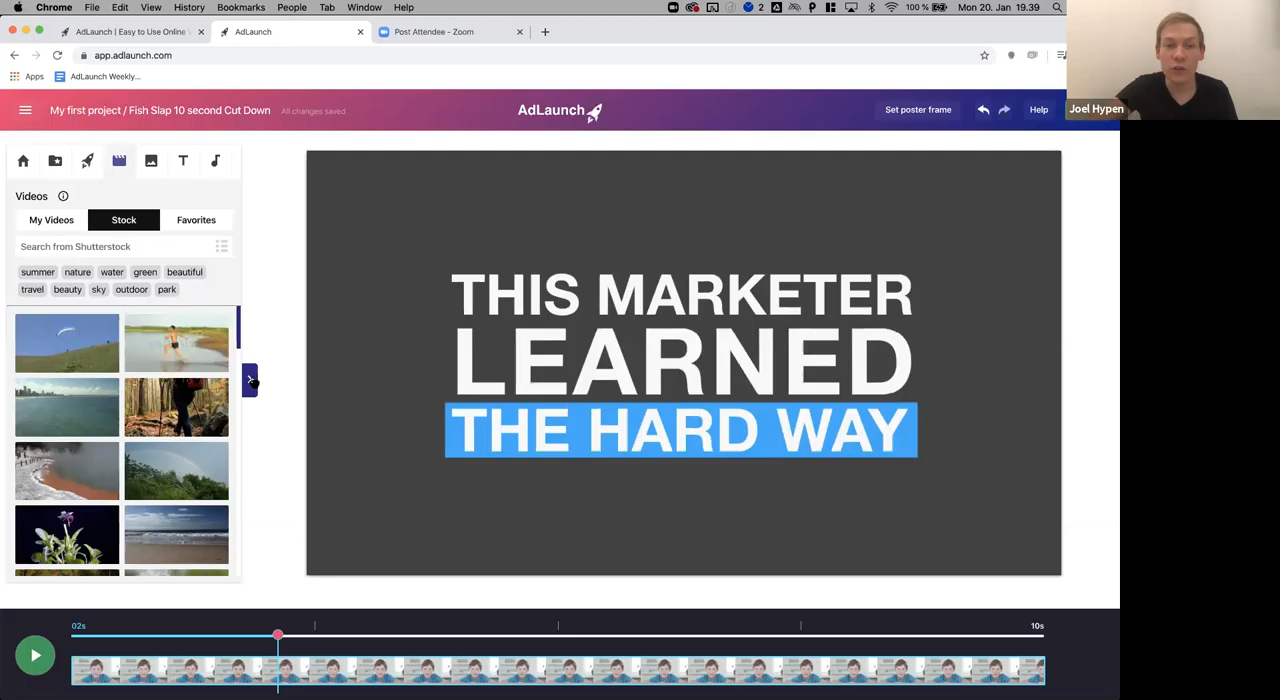 Chrome File Edit View History Bookmarks People Tab Window Help
2 100 % Mon 20. Jan 19.39
AdLaunch | Easy to Use Online
AdLaunch
Post Attendee - Zoom
app.adlaunch.com
Apps
AdLaunch Weekly...
Joel Hypen
My first project / Fish Slap 10 second Cut Down
All changes saved
AdLaunch
Set poster frame
Help
Videos
My Videos
Stock
Favorites
Search from Shutterstock
summer nature water green beautiful
travel beauty sky outdoor park
THIS MARKETER
LEARNED
THE HARD WAY
02s
10s